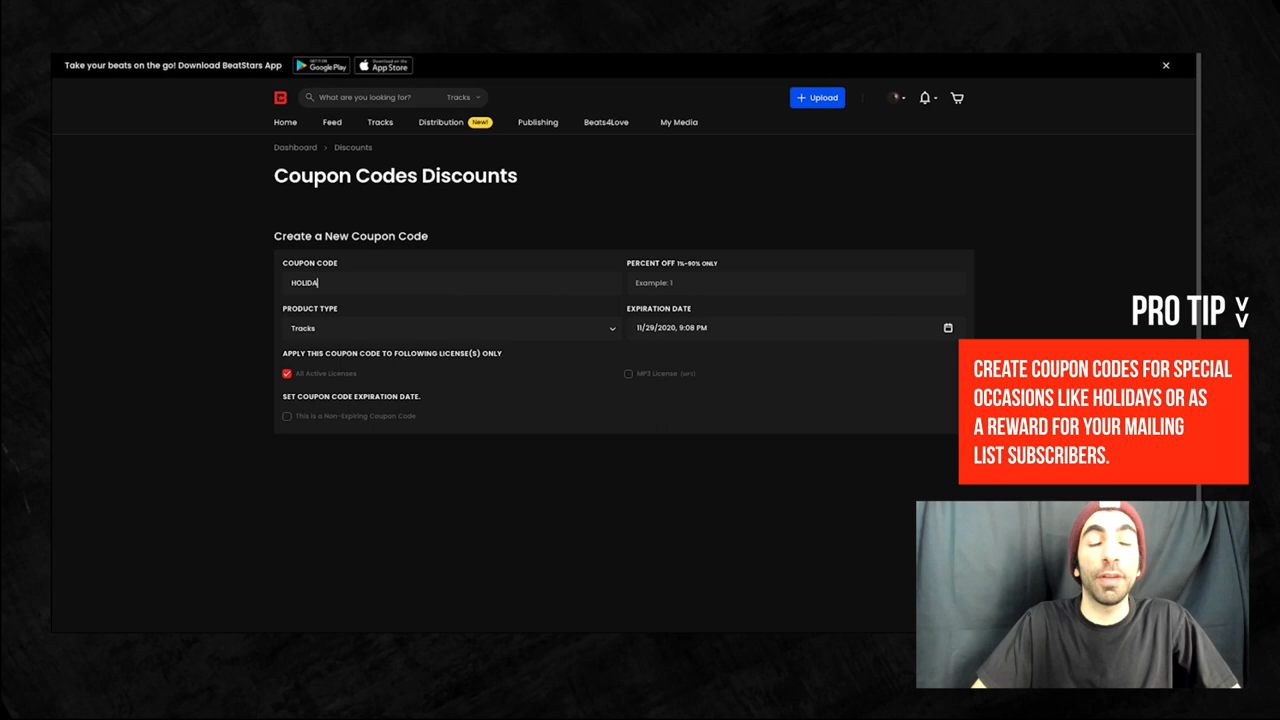 Take your beats on the go! Download BeatStars App
GET IT ON
Google Play
Download on the
App Store
What are you looking for?
Tracks
Upload
Home
Feed
Tracks
Distribution
New!
Publishing
Beats4Love
My Media
Dashboard > Discounts
Coupon Codes Discounts
Create a New Coupon Code
COUPON CODE
PERCENT OFF 1%-90% ONLY
HOLIDA
Example: 1
PRODUCT TYPE
EXPIRATION DATE
Tracks
11/29/2020, 9:08 PM
APPLY THIS COUPON CODE TO FOLLOWING LICENSE(S) ONLY
All Active Licenses
MP3 License (MP3)
SET COUPON CODE EXPIRATION DATE.
This is a Non-Expiring Coupon Code
PRO TIP
CREATE COUPON CODES FOR SPECIAL
OCCASIONS LIKE HOLIDAYS OR AS
A REWARD FOR YOUR MAILING
LIST SUBSCRIBERS.